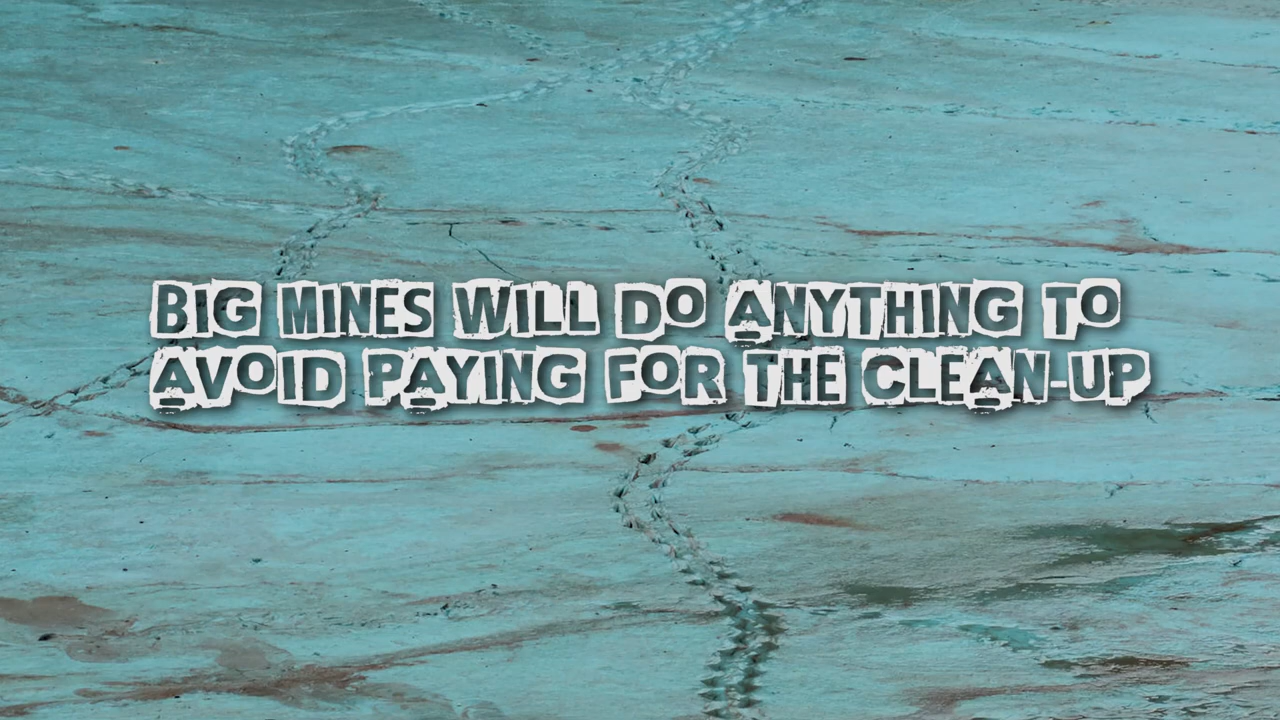 BIG MINES WILL DO ANYTHING TO
AVOID PAYING FOR THE CLEAN-UP